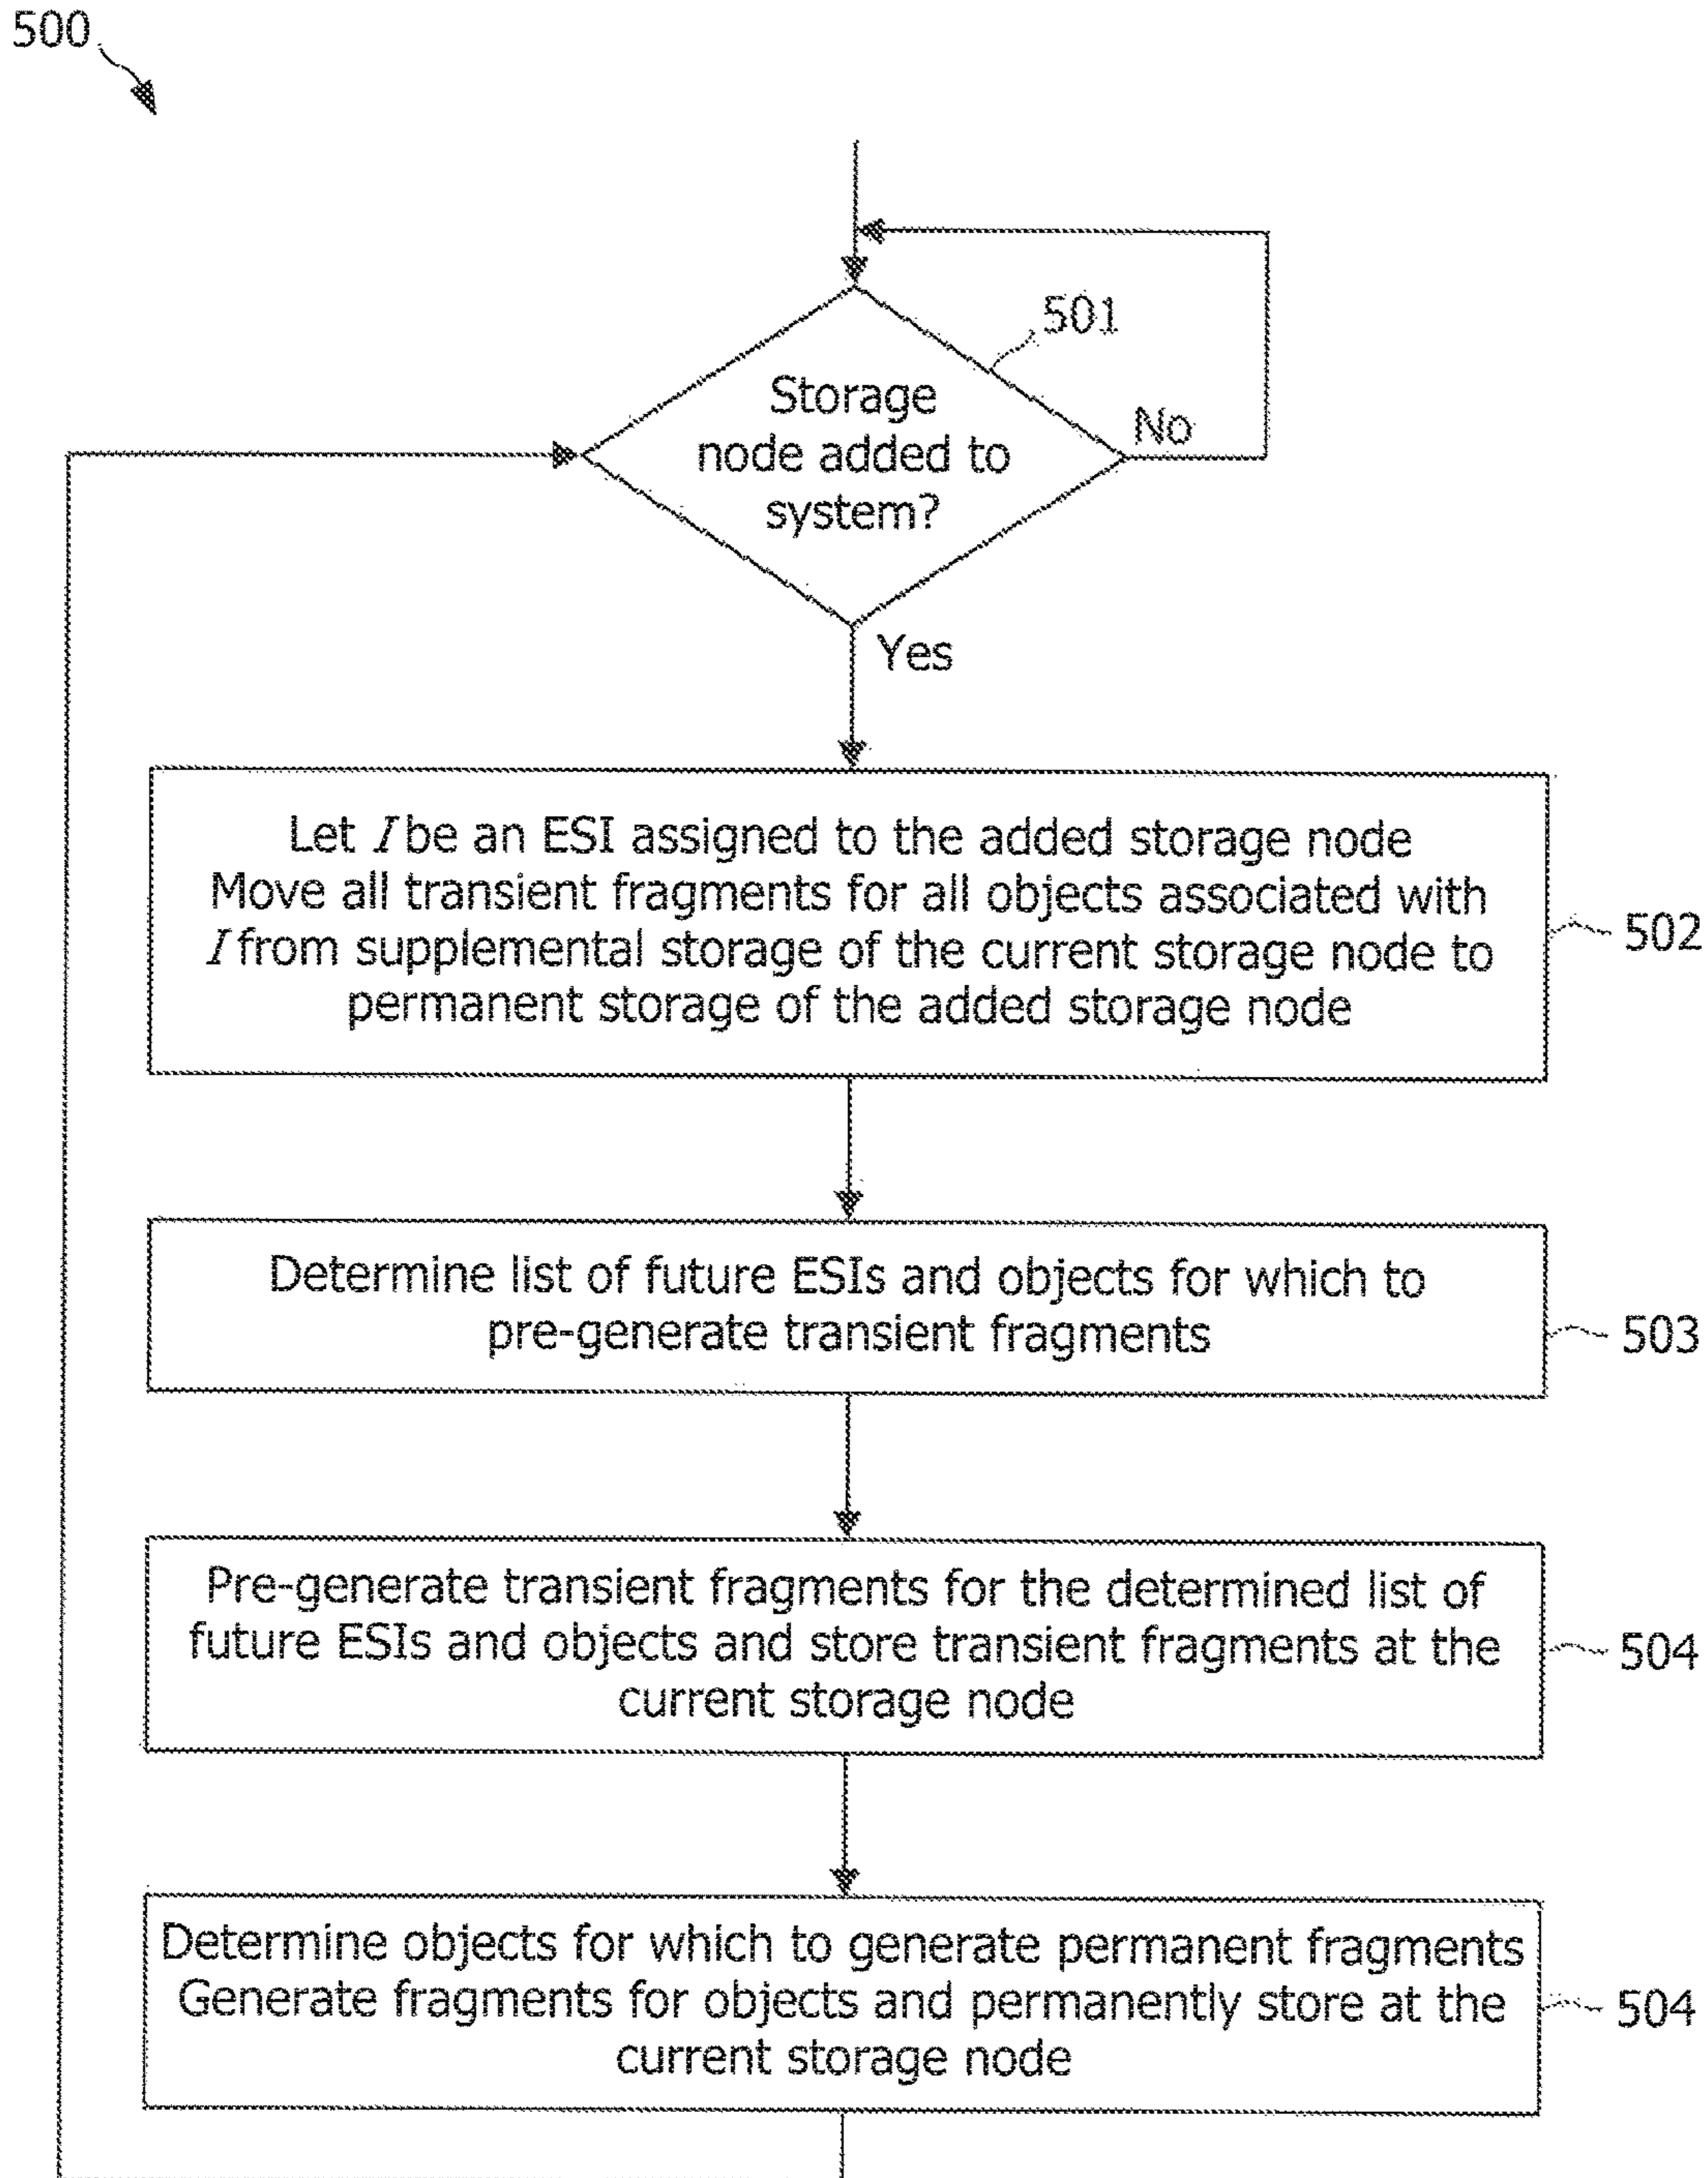 500
501
Storage
node added to
system?
No
Yes
Let I be an ESI assigned to the added storage node
Move all transient fragments for all objects associated with
I from supplemental storage of the current storage node to
permanent storage of the added storage node
502
Determine list of future ESIs and objects for which to
pre-generate transient fragments
503
Pre-generate transient fragments for the determined list of
future ESIs and objects and store transient fragments at the
current storage node
504
Determine objects for which to generate permanent fragments
Generate fragments for objects and permanently store at the
current storage node
504